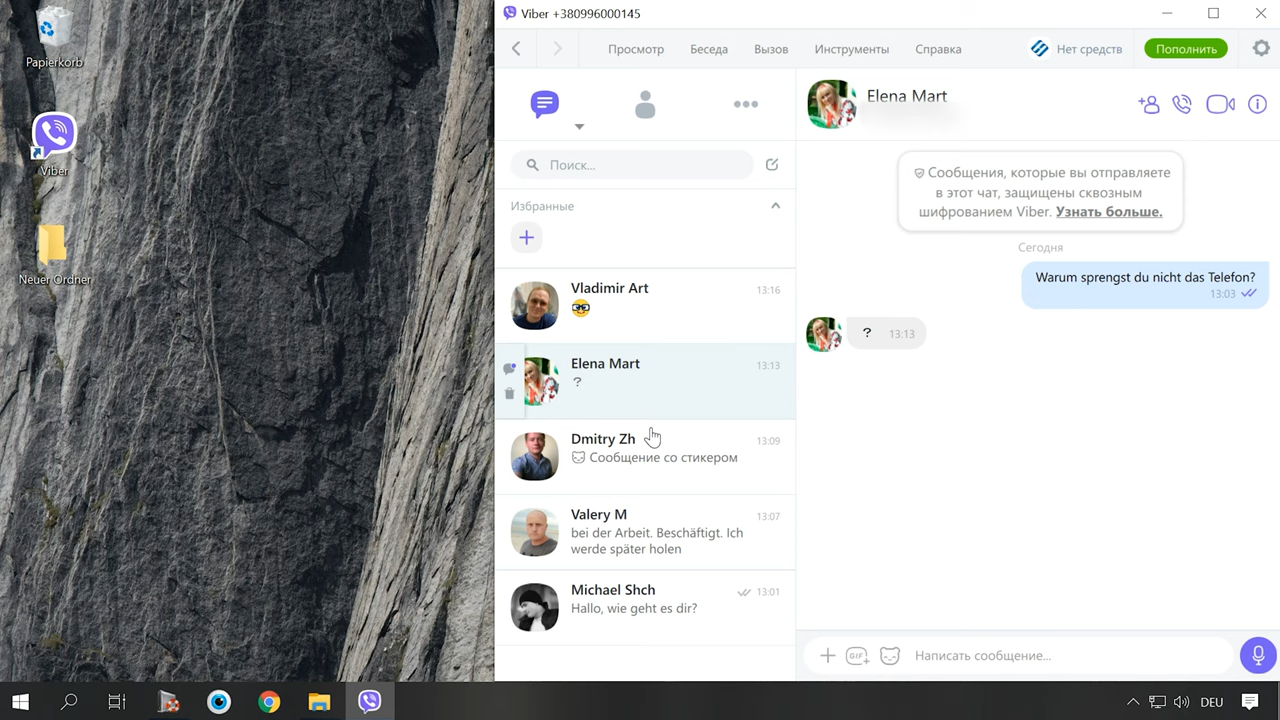 Papierkorb
Viber
Neuer Ordner
Viber +380996000145
Просмотр Беседа Вызов Инструменты Справка Нет средств Пополнить
Поиск...
Избранные
Vladimir Art 13:16
Elena Mart 13:13
?
Dmitry Zh 13:09
Сообщение со стикером
Valery M 13:07
bei der Arbeit. Beschäftigt. Ich
werde später holen
Michael Shch 13:01
Hallo, wie geht es dir?
Elena Mart
Сообщения, которые вы отправляете
в этот чат, защищены сквозным
шифрованием Viber. Узнать больше.
Сегодня
Warum sprengst du nicht das Telefon?
13:03
? 13:13
GIF Написать сообщение...
DEU